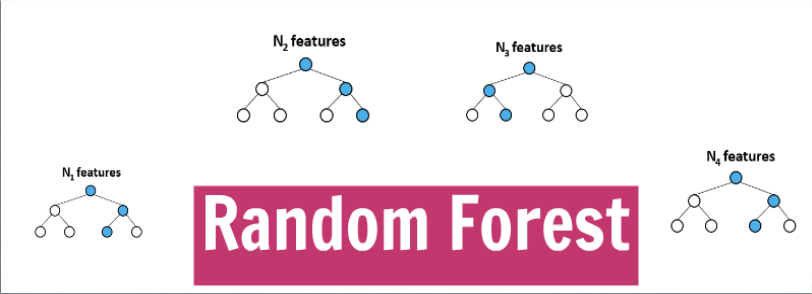 N₂ features
N₃ features
N₄ features
N₁ features
Random Forest